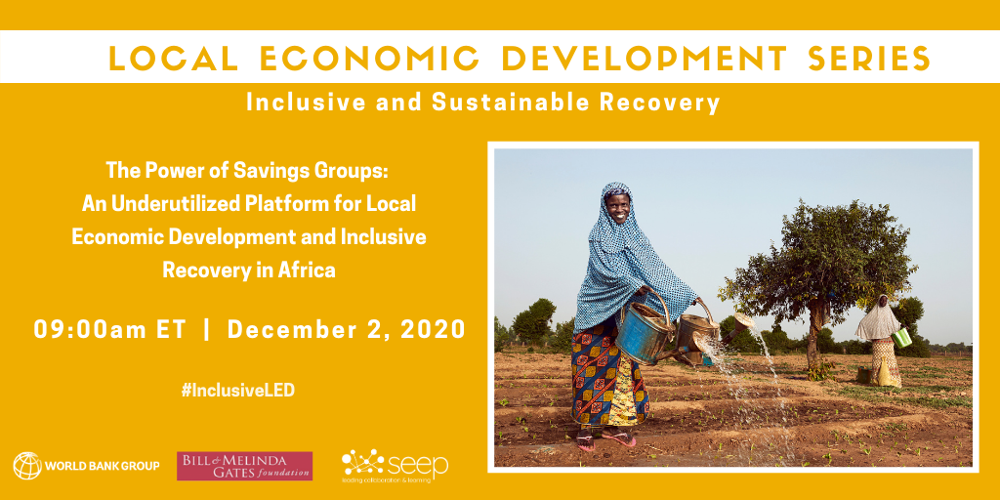 LOCAL ECONOMIC DEVELOPMENT SERIES
Inclusive and Sustainable Recovery
The Power of Savings Groups:
An Underutilized Platform for Local
Economic Development and Inclusive
Recovery in Africa
09:00am ET | December 2, 2020
#InclusiveLED
WORLD BANK GROUP
BILL & MELINDA
GATES foundation
seep
leading collaboration & learning